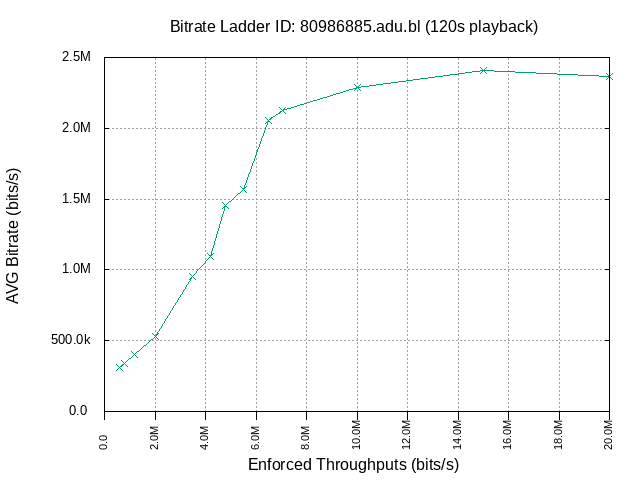 Bitrate Ladder ID: 80986885.adu.bl (120s playback)
2.5M
2.0M
1.5M
1.0M
500.0k
0.0
AVG Bitrate (bits/s)
0.0 2.0M 4.0M 6.0M 8.0M 10.0M 12.0M 14.0M 16.0M 18.0M 20.0M
Enforced Throughputs (bits/s)